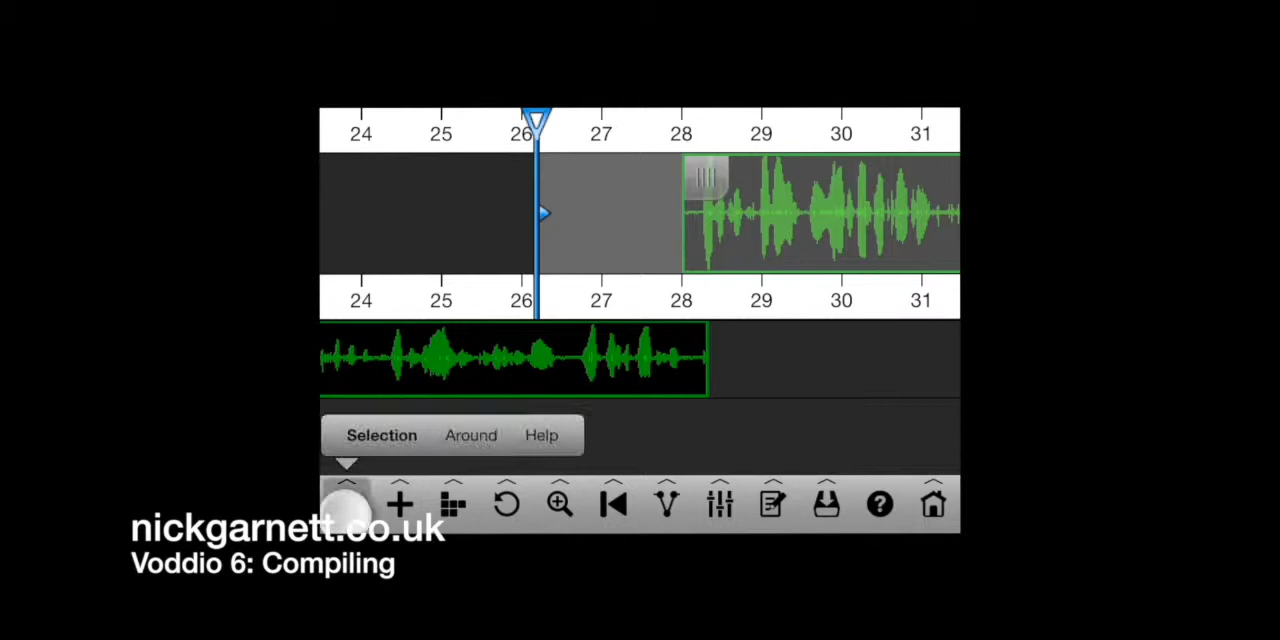 24 25 26 27 28 29 30 31
24 25 26 27 28 29 30 31
Selection Around Help
nickgarnett.co.uk
Voddio 6: Compiling